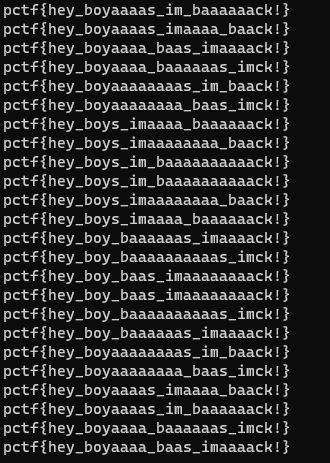 pctf{hey_boyaaaas_im_baaaaaack!}
pctf{hey_boyaaaas_imaaaa_baack!}
pctf{hey_boyaaaa_baas_imaaaack!}
pctf{hey_boyaaaa_baaaaaas_imck!}
pctf{hey_boyaaaaaaaas_im_baack!}
pctf{hey_boyaaaaaaaa_baas_imck!}
pctf{hey_boys_imaaaa_baaaaaack!}
pctf{hey_boys_imaaaaaaaa_baack!}
pctf{hey_boys_im_baaaaaaaaaack!}
pctf{hey_boys_im_baaaaaaaaaack!}
pctf{hey_boys_imaaaaaaaa_baack!}
pctf{hey_boys_imaaaa_baaaaaack!}
pctf{hey_boy_baaaaaas_imaaaack!}
pctf{hey_boy_baaaaaaaaaas_imck!}
pctf{hey_boy_baas_imaaaaaaaack!}
pctf{hey_boy_baas_imaaaaaaaack!}
pctf{hey_boy_baaaaaaaaaas_imck!}
pctf{hey_boy_baaaaaas_imaaaack!}
pctf{hey_boyaaaaaaaas_im_baack!}
pctf{hey_boyaaaaaaaa_baas_imck!}
pctf{hey_boyaaaas_imaaaa_baack!}
pctf{hey_boyaaaas_im_baaaaaack!}
pctf{hey_boyaaaa_baaaaaas_imck!}
pctf{hey_boyaaaa_baas_imaaaack!}